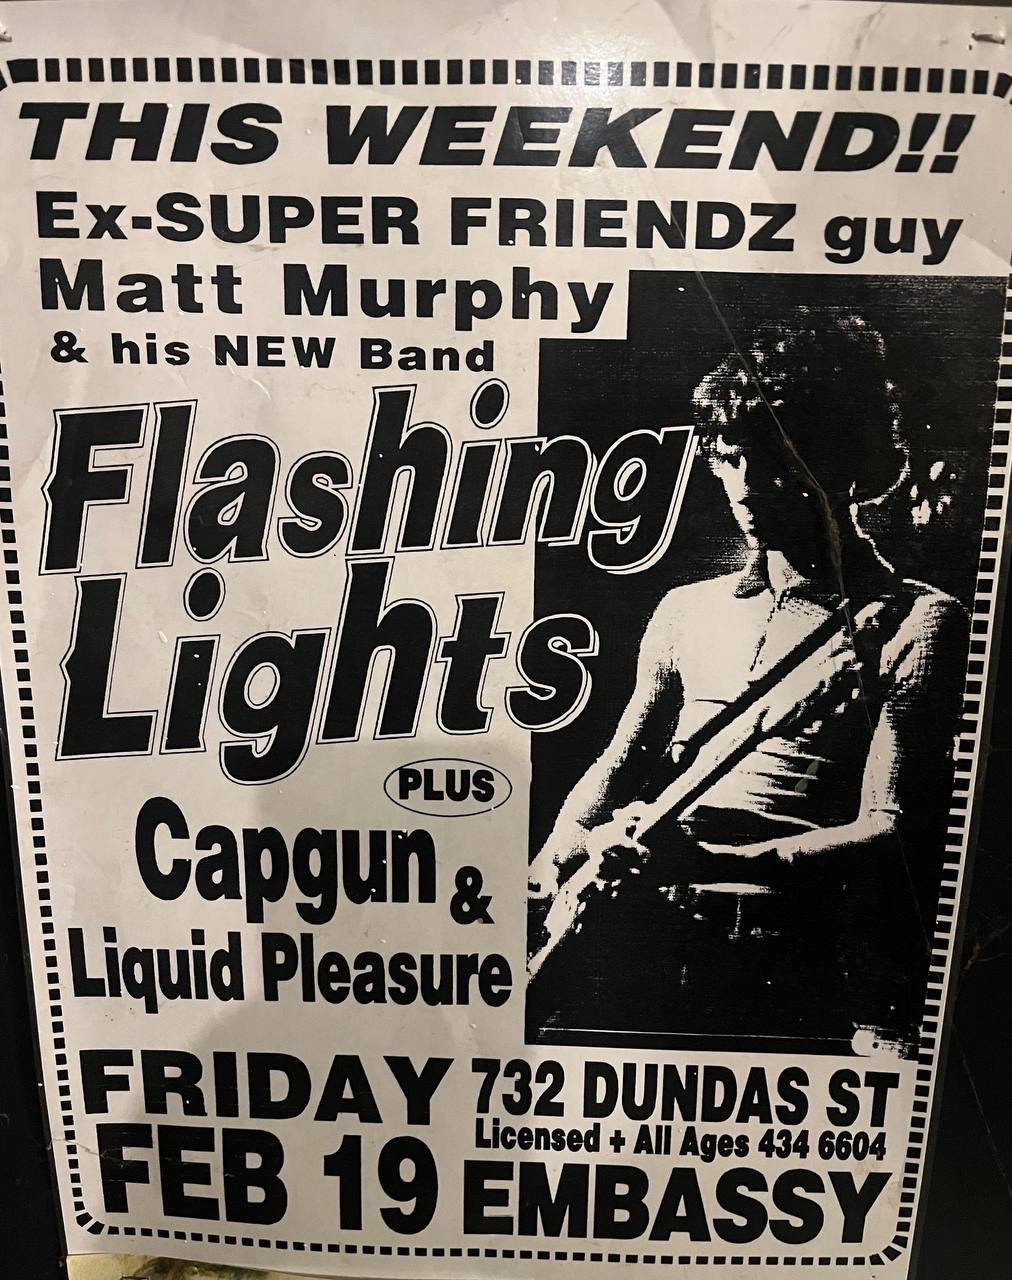 THIS WEEKEND!!
Ex-SUPER FRIENDZ guy
Matt Murphy
& his NEW Band
Flashing
Lights
PLUS
Capgun &
Liquid Pleasure
FRIDAY
FEB 19
732 DUNDAS ST
Licensed + All Ages 434 6604
EMBASSY